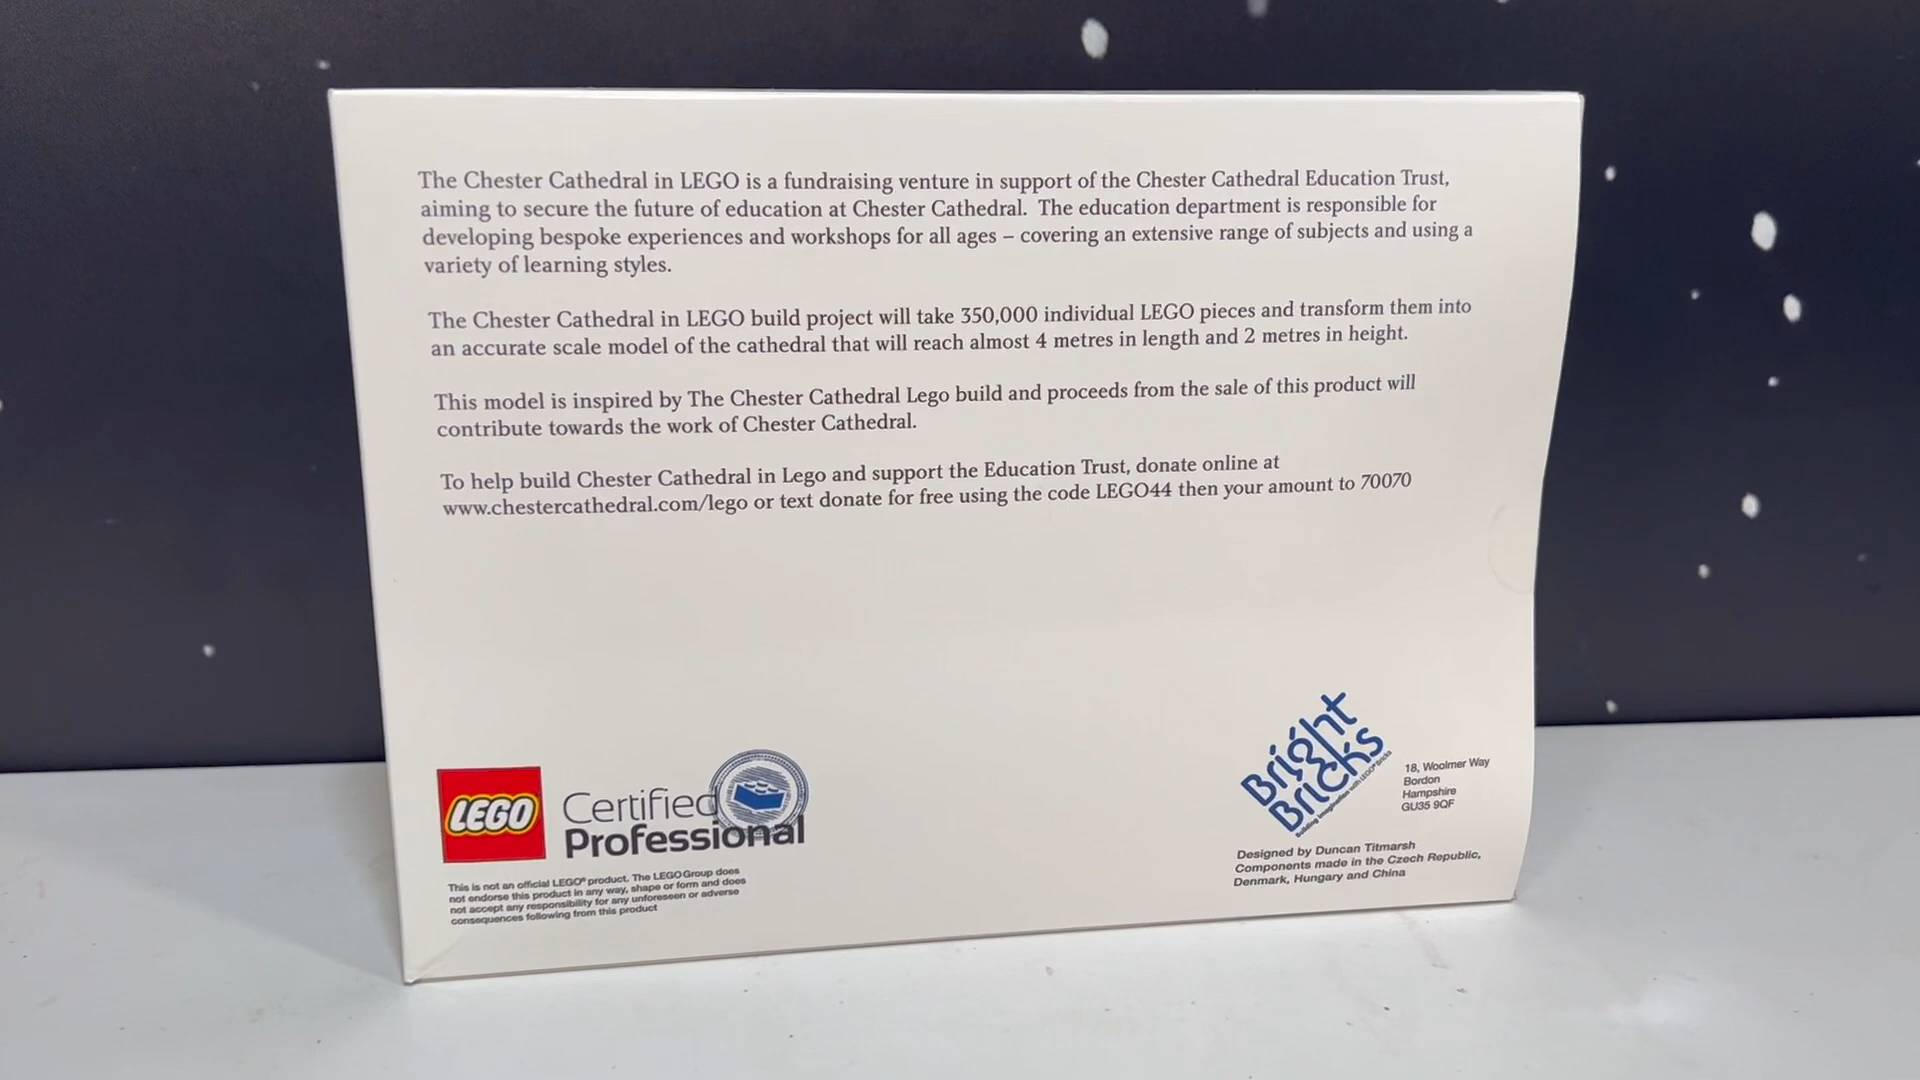 The Chester Cathedral in LEGO is a fundraising venture in support of the Chester Cathedral Education Trust,
aiming to secure the future of education at Chester Cathedral. The education department is responsible for
developing bespoke experiences and workshops for all ages – covering an extensive range of subjects and using a
variety of learning styles.
The Chester Cathedral in LEGO build project will take 350,000 individual LEGO pieces and transform them into
an accurate scale model of the cathedral that will reach almost 4 metres in length and 2 metres in height.
This model is inspired by The Chester Cathedral Lego build and proceeds from the sale of this product will
contribute towards the work of Chester Cathedral.
To help build Chester Cathedral in Lego and support the Education Trust, donate online at
www.chestercathedral.com/lego or text donate for free using the code LEGO44 then your amount to 70070
LEGO
Certified
Professional
This is not an official LEGO® product. The LEGO Group does
not endorse this product in any way, shape or form and does
not accept any responsibility for any unforeseen or adverse
consequences following from this product
Bright
Bricks
Building imagination with LEGO® Bricks
18, Woolmer Way
Bordon
Hampshire
GU35 9QF
Designed by Duncan Titmarsh
Components made in the Czech Republic,
Denmark, Hungary and China